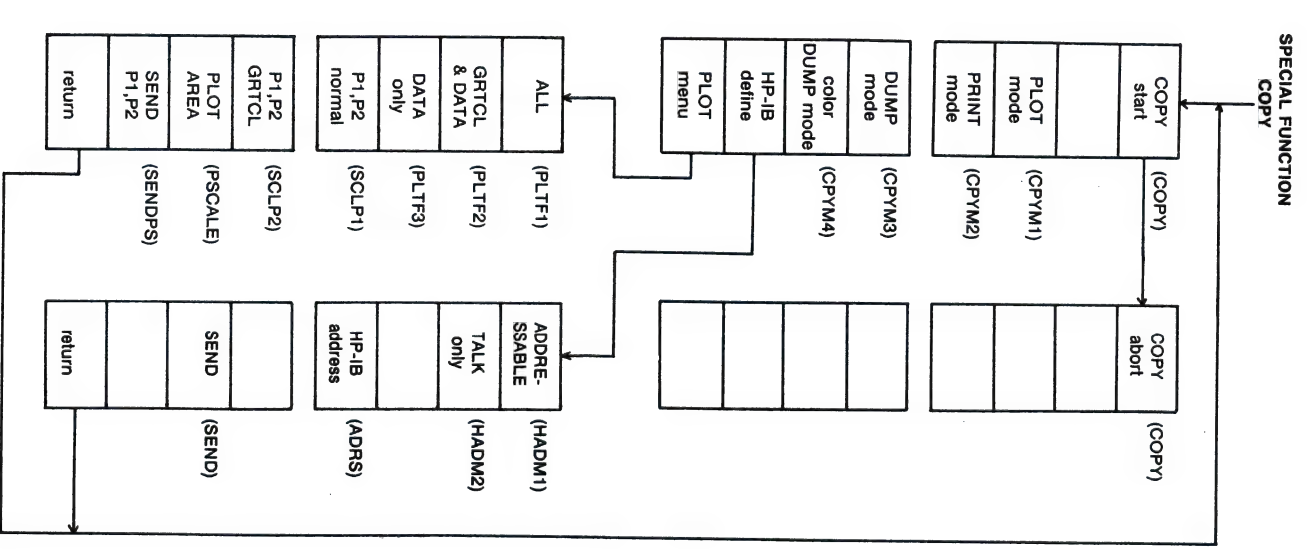 SPECIAL FUNCTION
COPY
COPY
start
(COPY)
PLOT
mode
(CPYM1)
PRINT
mode
(CPYM2)
DUMP
mode
(CPYM3)
color
DUMP mode
(CPYM4)
HP-IB
define
PLOT
menu
COPY
abort
(COPY)
ALL
(PLTF1)
GRTCL
& DATA
(PLTF2)
DATA
only
(PLTF3)
P1,P2
normal
(SCLP1)
P1,P2
GRTCL
(SCLP2)
PLOT
AREA
(PSCALE)
SEND
P1,P2
(SENDPS)
return
ADDRE-
SSABLE
(HADM1)
TALK
only
(HADM2)
HP-IB
address
(ADRS)
SEND
(SEND)
return